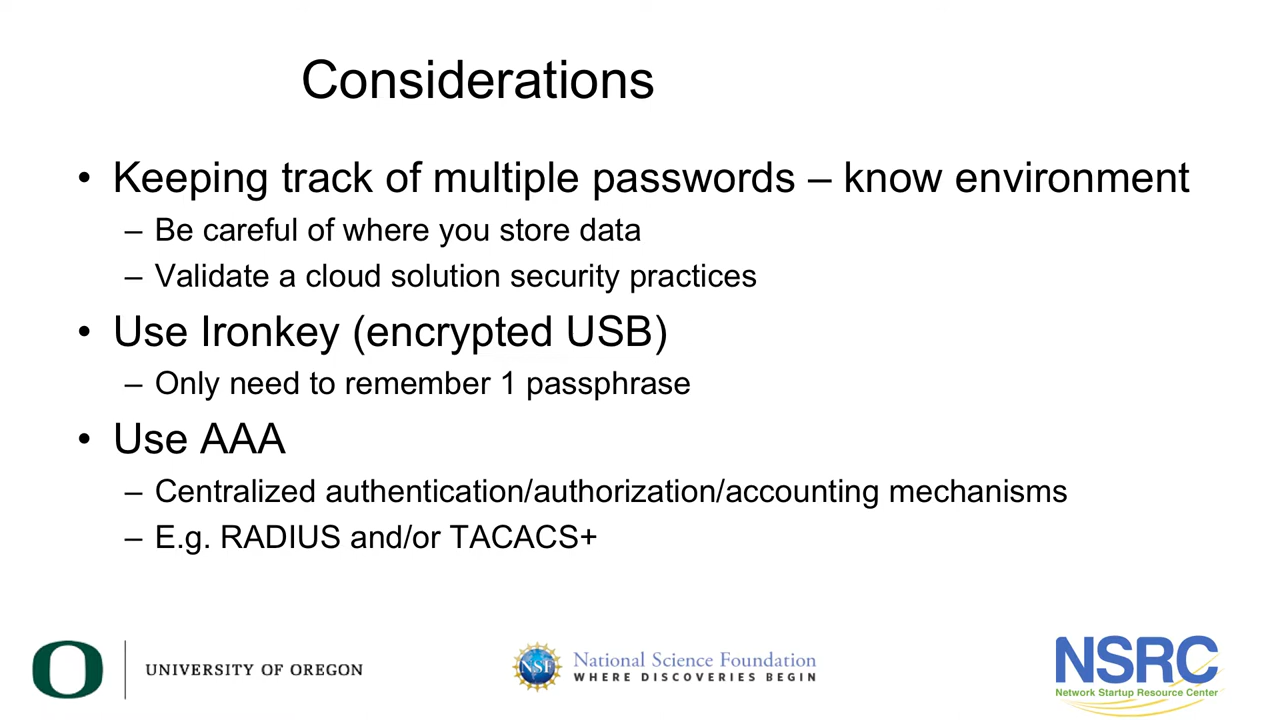 Considerations
• Keeping track of multiple passwords – know environment
– Be careful of where you store data
– Validate a cloud solution security practices
• Use Ironkey (encrypted USB)
– Only need to remember 1 passphrase
• Use AAA
– Centralized authentication/authorization/accounting mechanisms
– E.g. RADIUS and/or TACACS+
O
UNIVERSITY OF OREGON
NSF
National Science Foundation
WHERE DISCOVERIES BEGIN
NSRC
Network Startup Resource Center